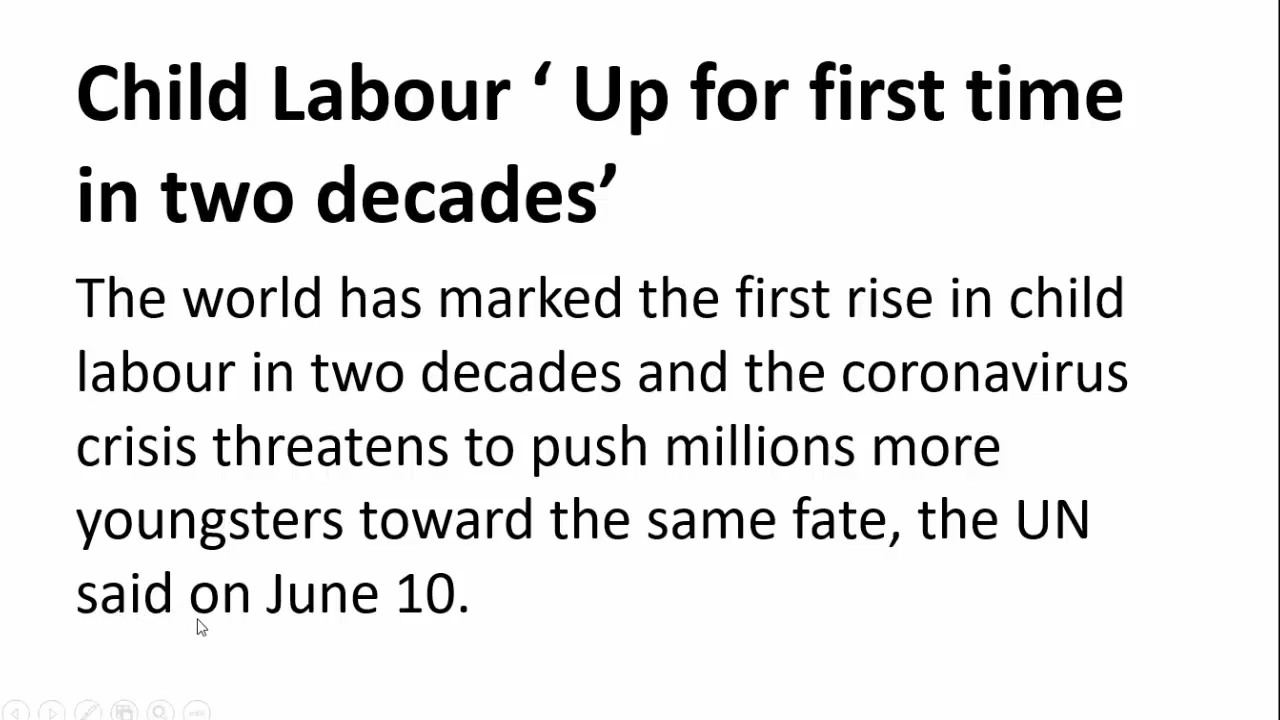 Child Labour ‘ Up for first time
in two decades’
The world has marked the first rise in child
labour in two decades and the coronavirus
crisis threatens to push millions more
youngsters toward the same fate, the UN
said on June 10.